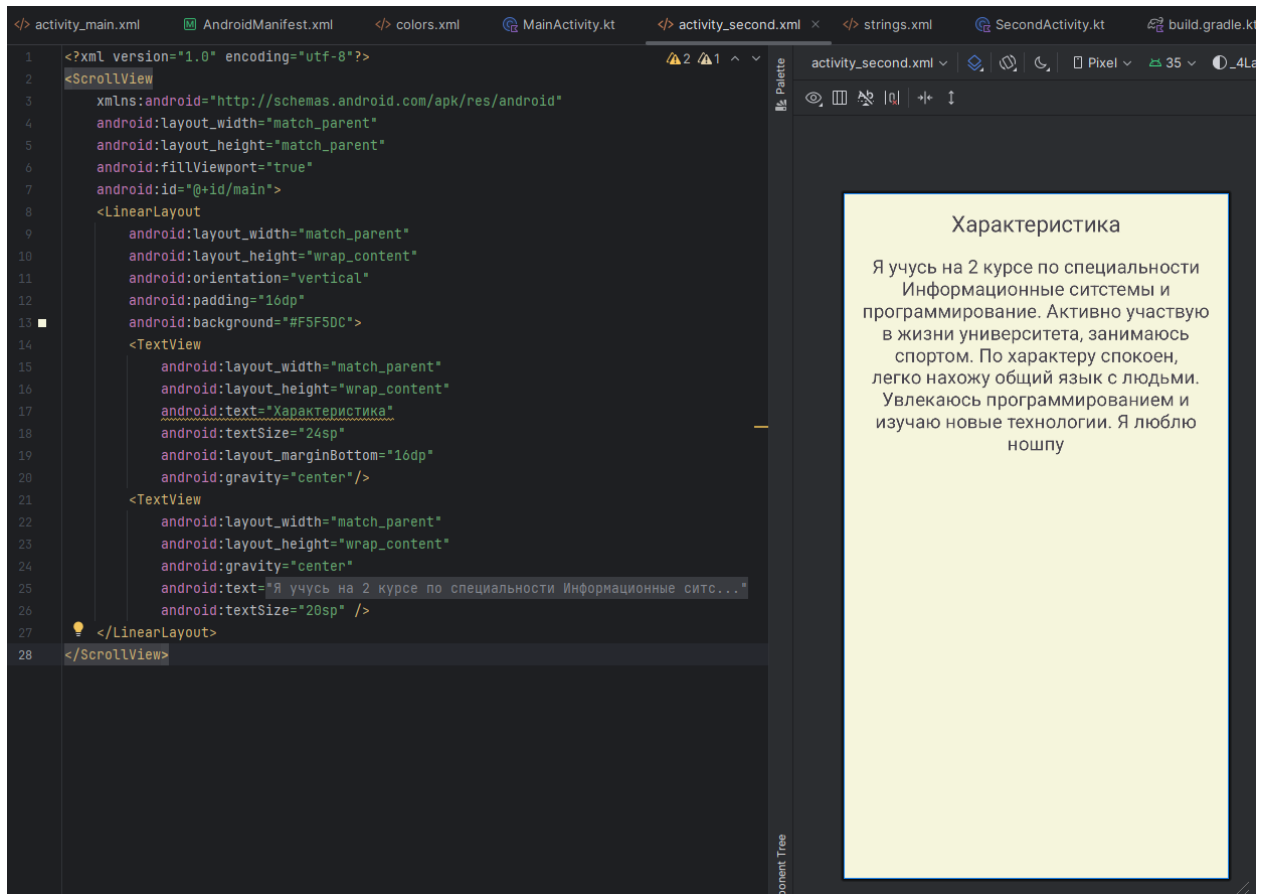 activity_main.xml AndroidManifest.xml colors.xml MainActivity.kt activity_second.xml strings.xml SecondActivity.kt build.gradle.kt
1 <?xml version="1.0" encoding="utf-8"?>
2 <ScrollView
3 xmlns:android="http://schemas.android.com/apk/res/android"
4 android:layout_width="match_parent"
5 android:layout_height="match_parent"
6 android:fillViewport="true"
7 android:id="@+id/main">
8 <LinearLayout
9 android:layout_width="match_parent"
10 android:layout_height="wrap_content"
11 android:orientation="vertical"
12 android:padding="16dp"
13 android:background="#F5F5DC">
14 <TextView
15 android:layout_width="match_parent"
16 android:layout_height="wrap_content"
17 android:text="Характеристика"
18 android:textSize="24sp"
19 android:layout_marginBottom="16dp"
20 android:gravity="center"/>
21 <TextView
22 android:layout_width="match_parent"
23 android:layout_height="wrap_content"
24 android:gravity="center"
25 android:text="Я учусь на 2 курсе по специальности Информационные ситс..."
26 android:textSize="20sp" />
27 </LinearLayout>
28 </ScrollView>
2 1
Palette
activity_second.xml Pixel 35 _4La
Характеристика
Я учусь на 2 курсе по специальности
Информационные ситстемы и
программирование. Активно участвую
в жизни университета, занимаюсь
спортом. По характеру спокоен,
легко нахожу общий язык с людьми.
Увлекаюсь программированием и
изучаю новые технологии. Я люблю
ношпу
ponent Tree